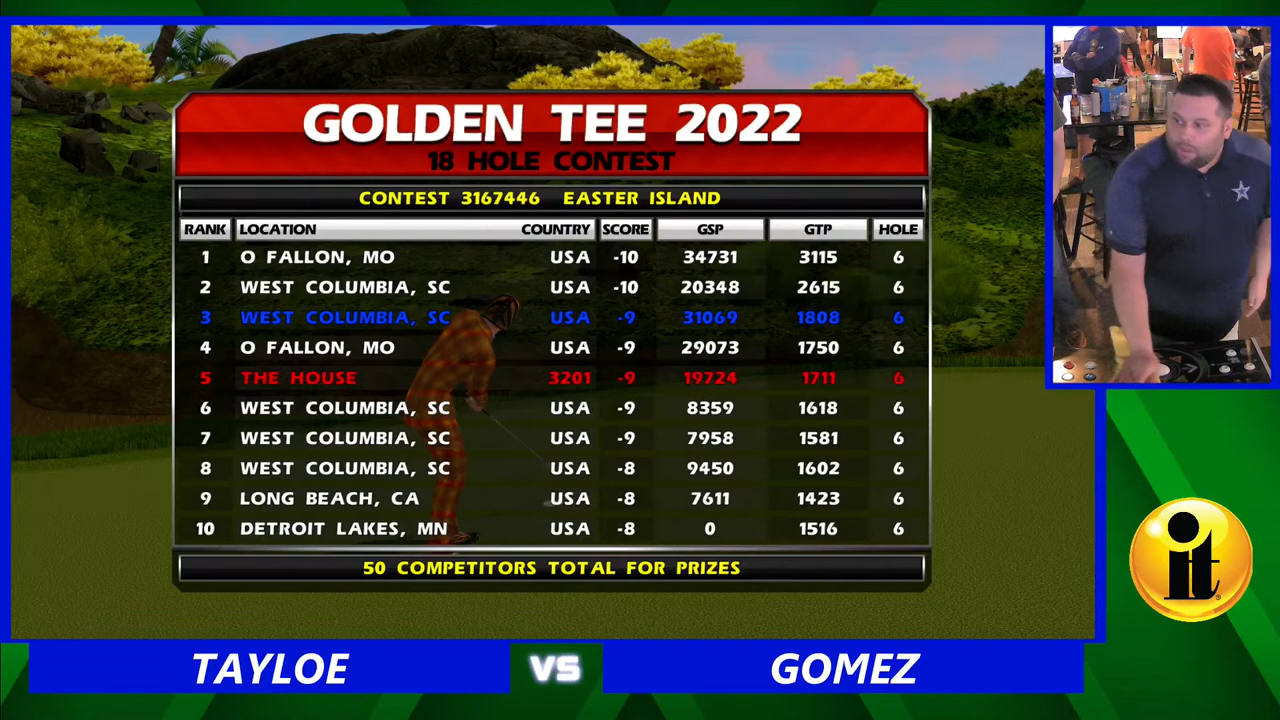 GOLDEN TEE 2022
18 HOLE CONTEST
CONTEST 3167446 EASTER ISLAND
RANK LOCATION COUNTRY SCORE GSP GTP HOLE
1 O FALLON, MO USA -10 34731 3115 6
2 WEST COLUMBIA, SC USA -10 20348 2615 6
3 WEST COLUMBIA, SC USA -9 31069 1808 6
4 O FALLON, MO USA -9 29073 1750 6
5 THE HOUSE 3201 -9 19724 1711 6
6 WEST COLUMBIA, SC USA -9 8359 1618 6
7 WEST COLUMBIA, SC USA -9 7958 1581 6
8 WEST COLUMBIA, SC USA -8 9450 1602 6
9 LONG BEACH, CA USA -8 7611 1423 6
10 DETROIT LAKES, MN USA -8 0 1516 6
50 COMPETITORS TOTAL FOR PRIZES
it
TAYLOE VS GOMEZ